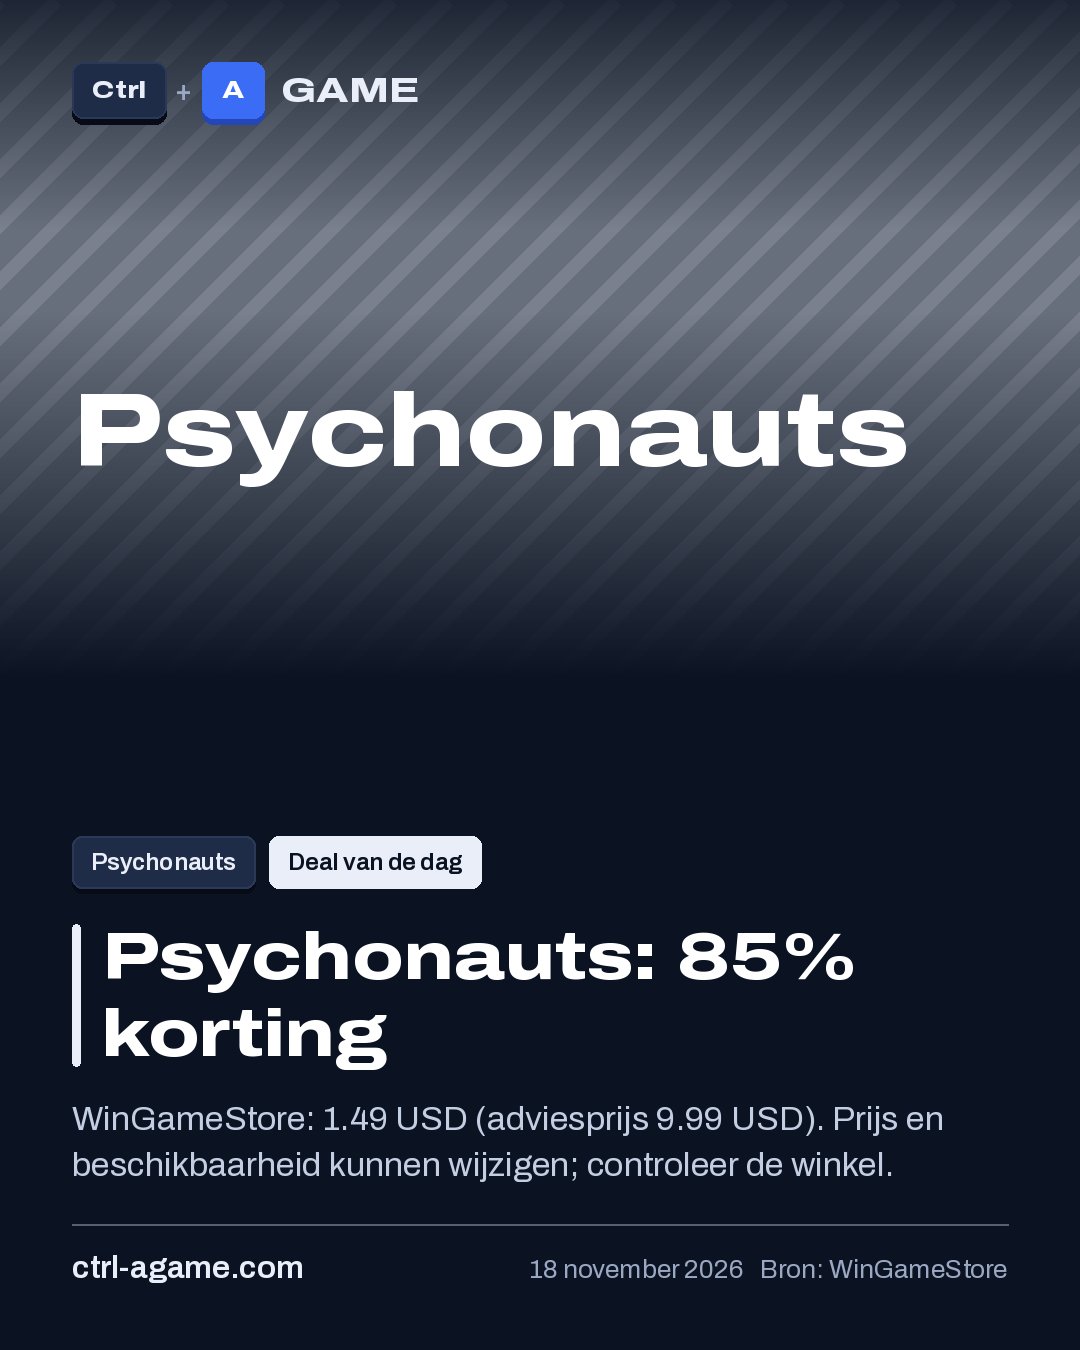 Ctrl + A GAME
Psychonauts
Psychonauts Deal van de dag
Psychonauts: 85%
korting
WinGameStore: 1.49 USD (adviesprijs 9.99 USD). Prijs en
beschikbaarheid kunnen wijzigen; controleer de winkel.
ctrl-agame.com 18 november 2026 Bron: WinGameStore